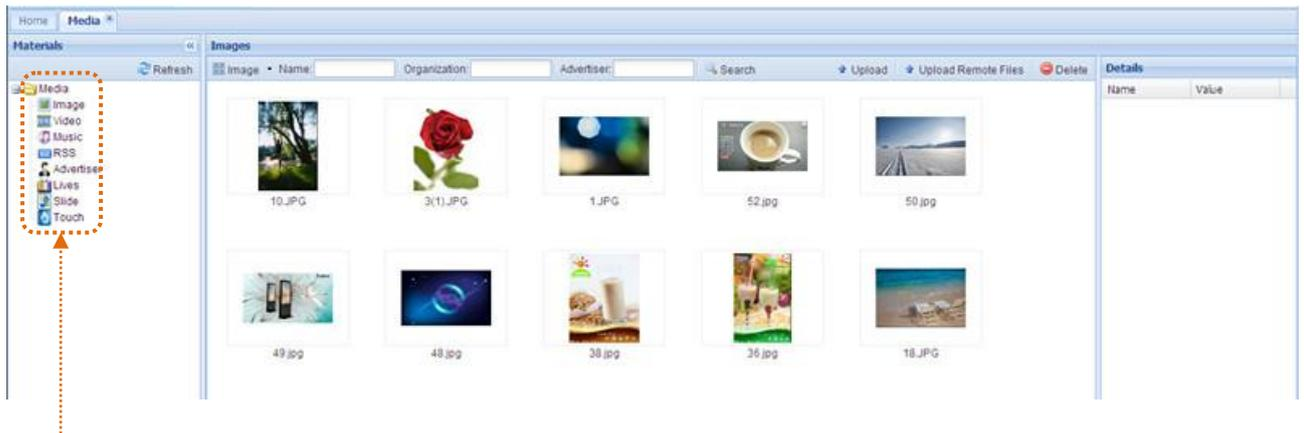 Home Media
Materials
Refresh
Media
Image
Video
Music
RSS
Advertiser
Lives
Slide
Touch
Images
Image Name: Organization: Advertiser: Search Upload Upload Remote Files Delete
10.JPG 3(1).JPG 1.JPG 52.jpg 50.jpg
49.jpg 48.jpg 38.jpg 36.jpg 18.JPG
Details
Name Value